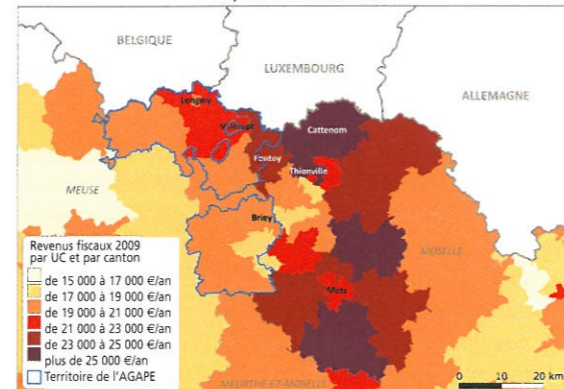 BELGIQUE
LUXEMBOURG
ALLEMAGNE
Longwy
Villerupt
Cattenom
Fontoy
Thionville
MEUSE
Briey
MOSELLE
Revenus fiscaux 2009
par UC et par canton
de 15 000 à 17 000 €/an
de 17 000 à 19 000 €/an
de 19 000 à 21 000 €/an
de 21 000 à 23 000 €/an
de 23 000 à 25 000 €/an
plus de 25 000 €/an
Territoire de l'AGAPE
Metz
MEURTHE-ET-MOSELLE
0 10 20 km